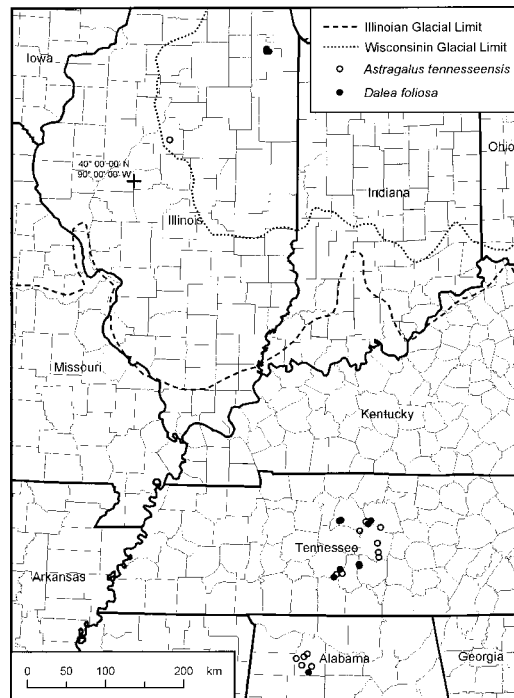 Illinoian Glacial Limit
Wisconsinin Glacial Limit
Astragalus tennesseensis
Dalea foliosa
Iowa
Ohio
40° 00' 00" N
90° 00' 00" W
Indiana
Illinois
Missouri
Kentucky
Tennessee
Arkansas
Alabama
Georgia
0 50 100 200 km